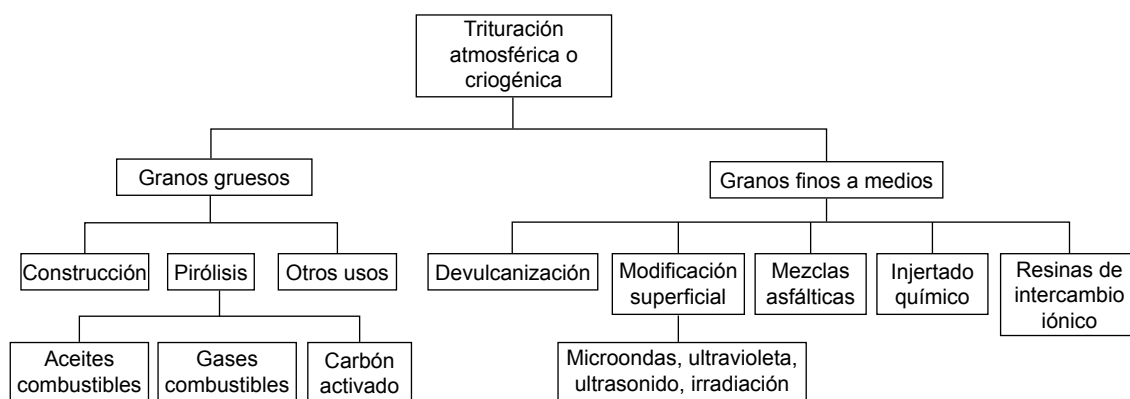 Trituración
atmosférica o
criogénica
Granos gruesos
Granos finos a medios
Construcción
Pirólisis
Otros usos
Devulcanización
Modificación
superficial
Mezclas
asfálticas
Injertado
químico
Resinas de
intercambio
iónico
Aceites
combustibles
Gases
combustibles
Carbón
activado
Microondas, ultravioleta,
ultrasonido, irradiación